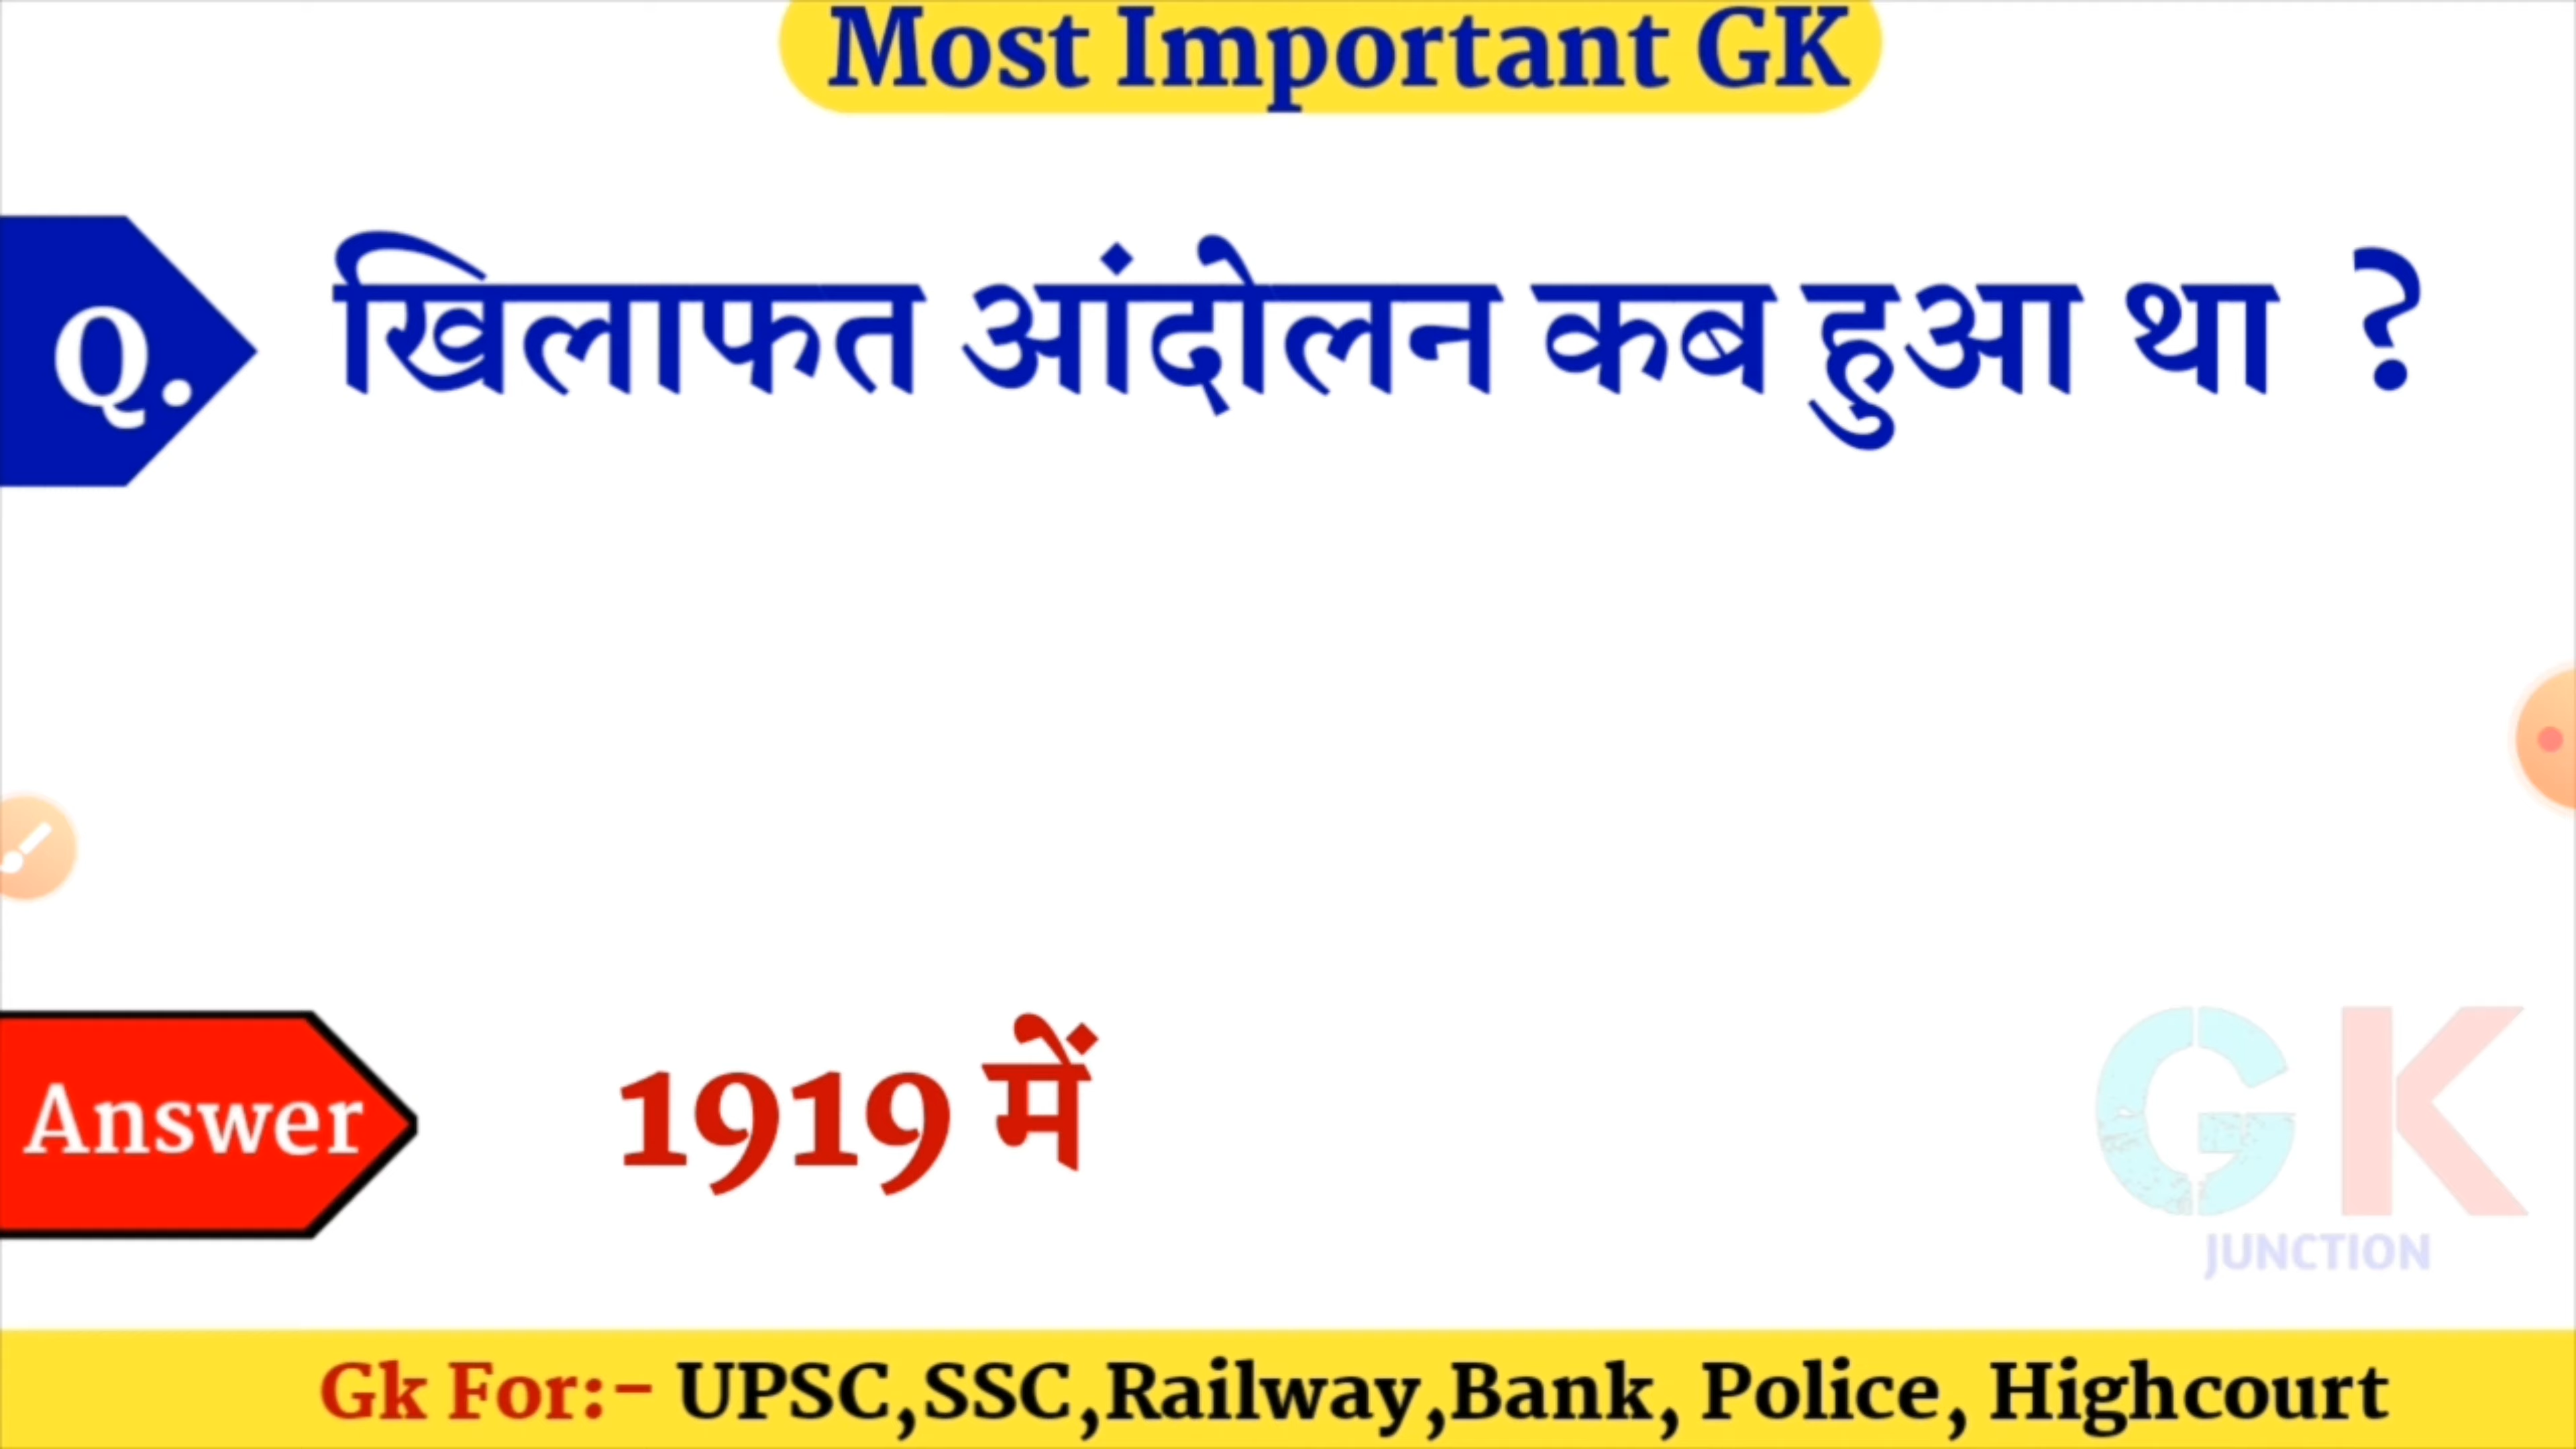 Most Important GK
Q. खिलाफत आंदोलन कब हुआ था ?
Answer 1919 में
GK
JUNCTION
Gk For:- UPSC,SSC,Railway,Bank, Police, Highcourt